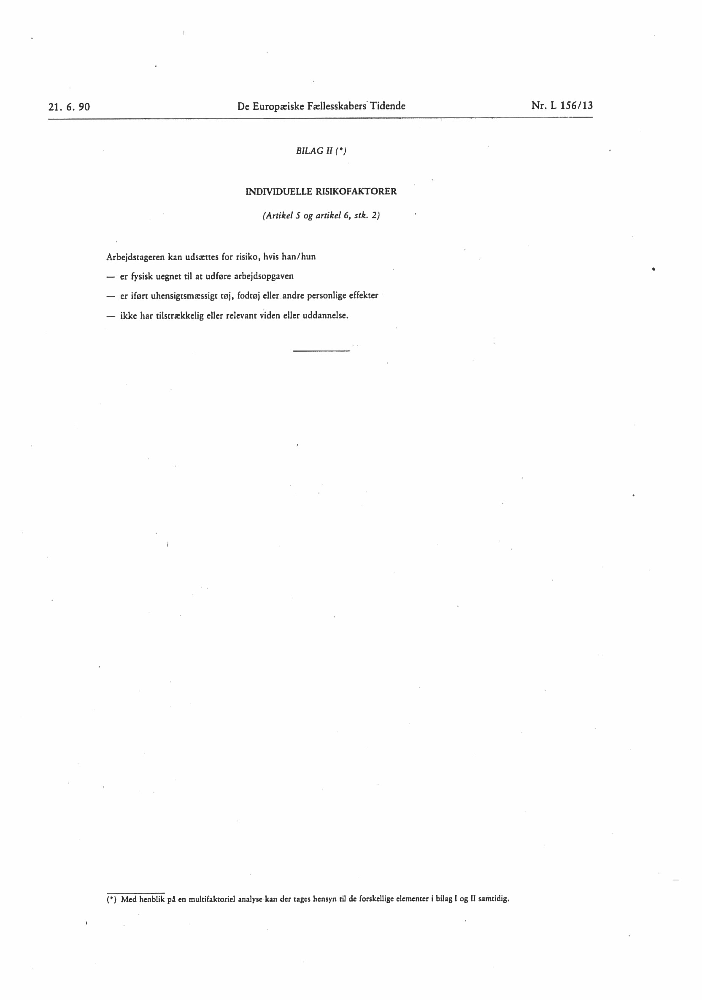 21. 6. 90 De Europæiske Fællesskabers Tidende Nr. L 156/13
BILAG II (*)
INDIVIDUELLE RISIKOFAKTORER
(Artikel 5 og artikel 6, stk. 2)
Arbejdstageren kan udsættes for risiko, hvis han/hun
— er fysisk uegnet til at udføre arbejdsopgaven
— er iført uhensigtsmæssigt tøj, fodtøj eller andre personlige effekter
— ikke har tilstrækkelig eller relevant viden eller uddannelse.
(*) Med henblik på en multifaktoriel analyse kan der tages hensyn til de forskellige elementer i bilag I og II samtidig.